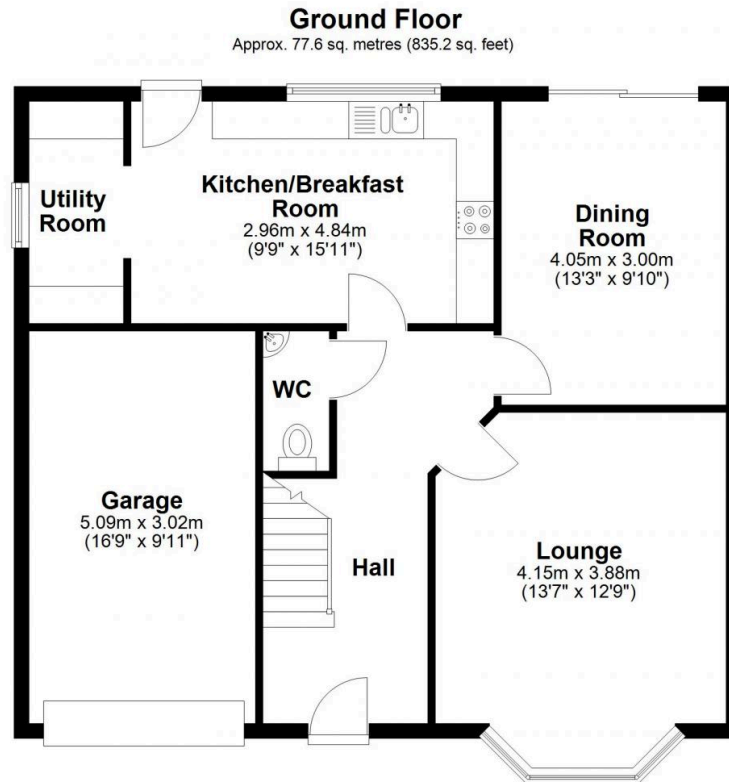 Ground Floor
Approx. 77.6 sq. metres (835.2 sq. feet)
Utility
Room
Kitchen/Breakfast
Room
2.96m x 4.84m
(9'9" x 15'11")
Dining
Room
4.05m x 3.00m
(13'3" x 9'10")
WC
Garage
5.09m x 3.02m
(16'9" x 9'11")
Hall
Lounge
4.15m x 3.88m
(13'7" x 12'9")